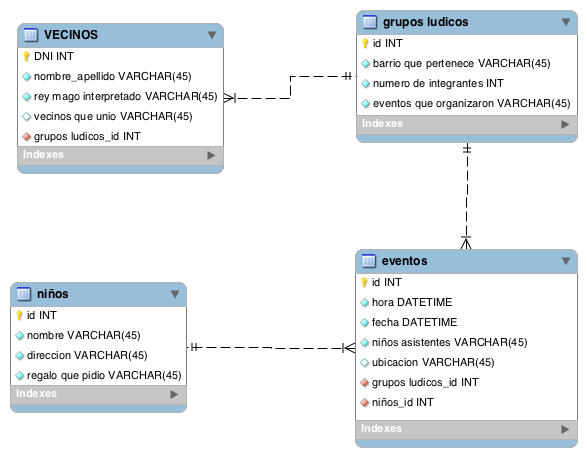 VECINOS
DNI INT
nombre_apellido VARCHAR(45)
rey mago interpretado VARCHAR(45)
vecinos que unio VARCHAR(45)
grupos ludicos_id INT
Indexes
grupos ludicos
id INT
barrio que pertenece VARCHAR(45)
numero de integrantes INT
eventos que organizaron VARCHAR(45)
Indexes
niños
id INT
nombre VARCHAR(45)
direccion VARCHAR(45)
regalo que pidio VARCHAR(45)
Indexes
eventos
id INT
hora DATETIME
fecha DATETIME
niños asistentes VARCHAR(45)
ubicacion VARCHAR(45)
grupos ludicos_id INT
niños_id INT
Indexes